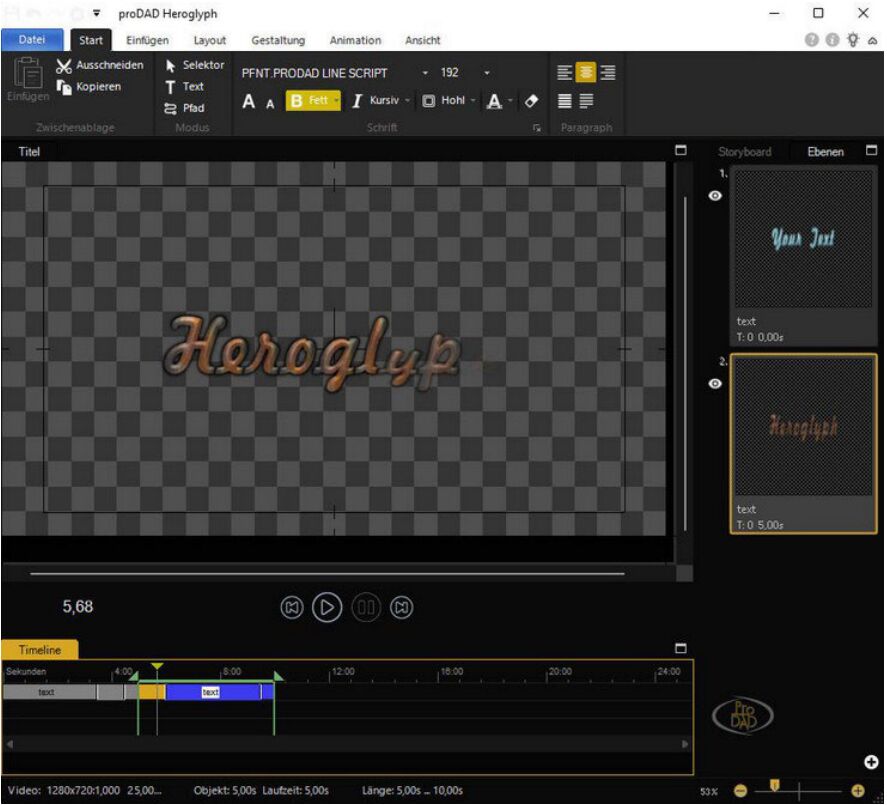 proDAD Heroglyph
Datei Start Einfügen Layout Gestaltung Animation Ansicht
Einfügen
Ausschneiden
Kopieren
Zwischenablage
Selektor
Text
Pfad
Modus
PFNT.PRODAD LINE SCRIPT 192
A A B Fett I Kursiv Hohl A
Schrift
Paragraph
Titel
Heroglyp
Storyboard Ebenen
1.
Your Text
text
T: 0 0,00s
2.
Heroglyph
text
T: 0 5,00s
5,68
Timeline
Sekunden 4:00 8:00 12:00 16:00 20:00 24:00
text text
ProDAD
Video: 1280x720:1,000 25,00... Objekt: 5,00s Laufzeit: 5,00s Länge: 5,00s ... 10,00s 53%